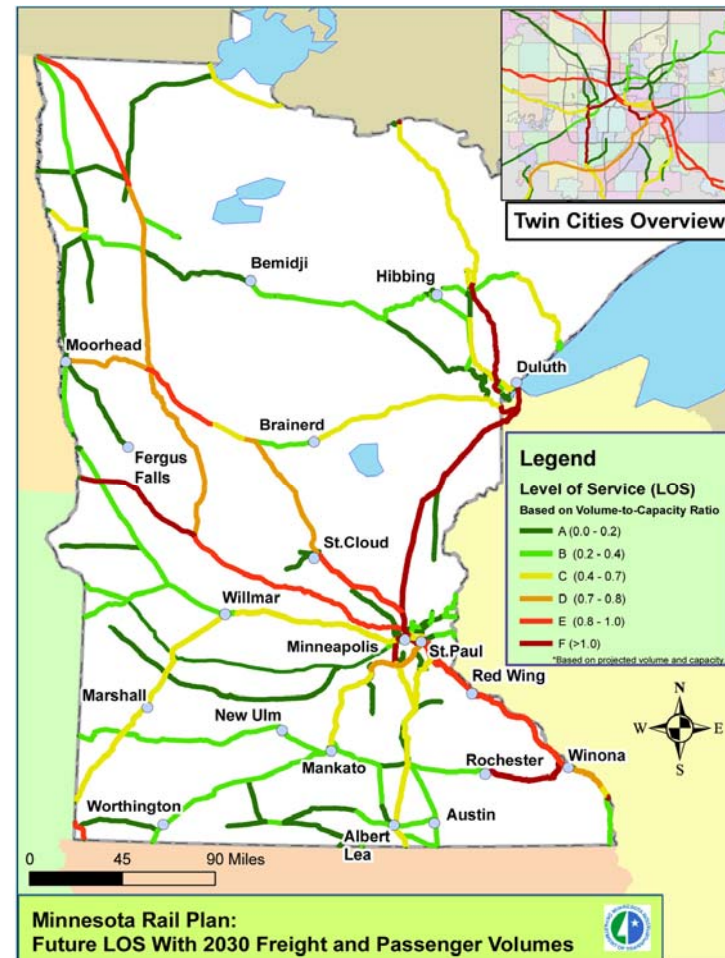 Twin Cities Overview
Bemidji
Hibbing
Moorhead
Duluth
Brainerd
Fergus
Falls
Legend
Level of Service (LOS)
Based on Volume-to-Capacity Ratio
A (0.0 - 0.2)
B (0.2 - 0.4)
C (0.4 - 0.7)
D (0.7 - 0.8)
E (0.8 - 1.0)
F (>1.0)
*Based on projected volume and capacity
St.Cloud
Willmar
Minneapolis
St.Paul
Red Wing
Marshall
New Ulm
N
W
E
S
Mankato
Rochester
Winona
Worthington
Albert
Lea
Austin
0 45 90 Miles
Minnesota Rail Plan:
Future LOS With 2030 Freight and Passenger Volumes